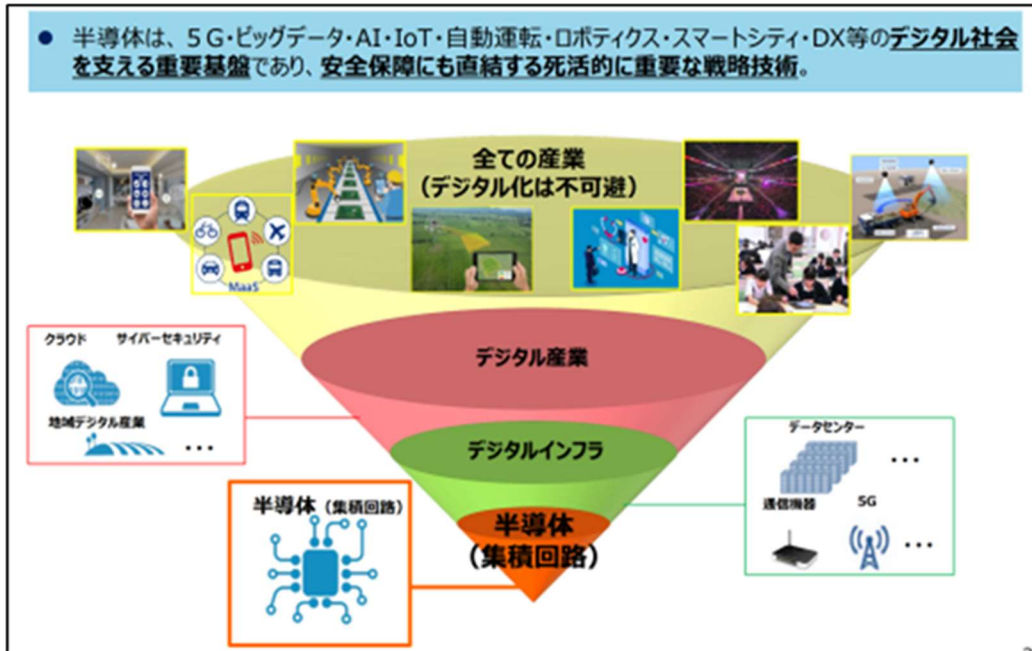 ● 半導体は、5G・ビッグデータ・AI・IoT・自動運転・ロボティクス・スマートシティ・DX等のデジタル社会
を支える重要基盤であり、安全保障にも直結する死活的に重要な戦略技術。
全ての産業
(デジタル化は不可避)
MaaS
デジタル産業
クラウド
サイバーセキュリティ
地域デジタル産業
・・・
デジタルインフラ
データセンター
・・・
通信機器
5G
・・・
半導体(集積回路)
半導体
(集積回路)